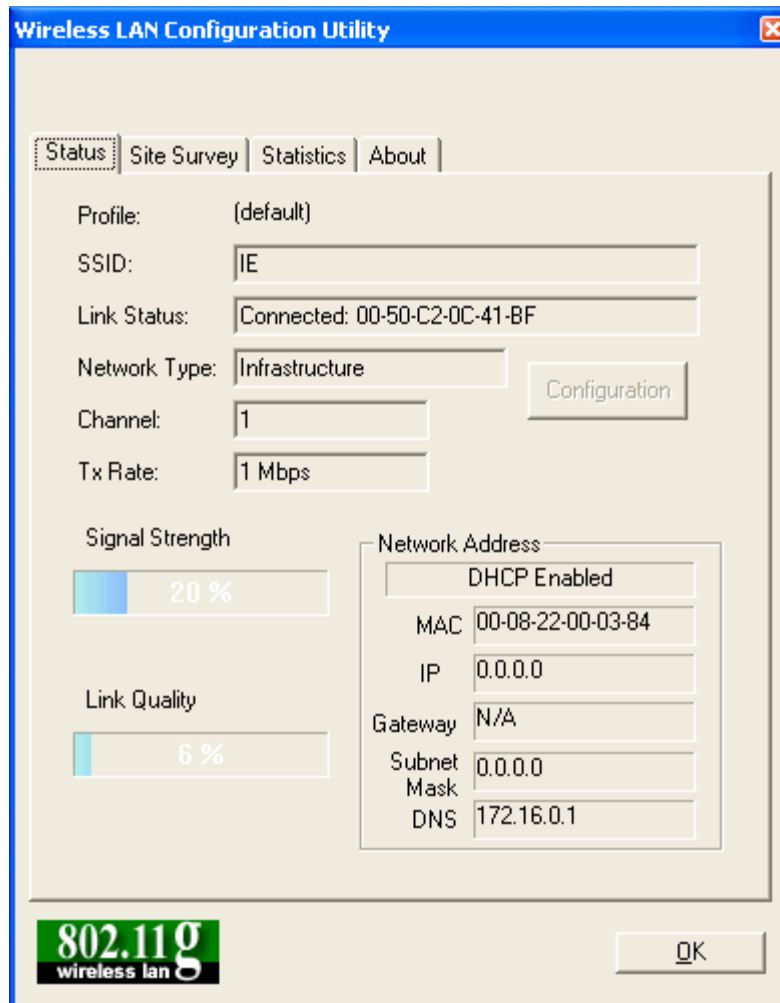 Wireless LAN Configuration Utility
Status Site Survey Statistics About
Profile: (default)
SSID: IE
Link Status: Connected: 00-50-C2-0C-41-BF
Network Type: Infrastructure
Configuration
Channel: 1
Tx Rate: 1 Mbps
Signal Strength
20 %
Link Quality
6 %
Network Address
DHCP Enabled
MAC 00-08-22-00-03-84
IP 0.0.0.0
Gateway N/A
Subnet Mask 0.0.0.0
DNS 172.16.0.1
802.11g
wireless lan
OK